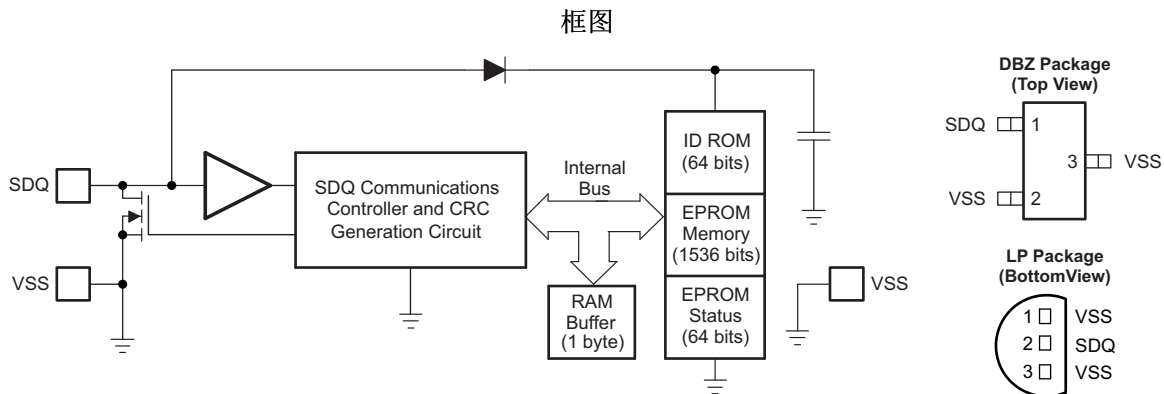 框图
SDQ
VSS
SDQ Communications
Controller and CRC
Generation Circuit
Internal
Bus
RAM
Buffer
(1 byte)
ID ROM
(64 bits)
EPROM
Memory
(1536 bits)
EPROM
Status
(64 bits)
VSS
DBZ Package
(Top View)
SDQ 1
3 VSS
VSS 2
LP Package
(BottomView)
1 VSS
2 SDQ
3 VSS